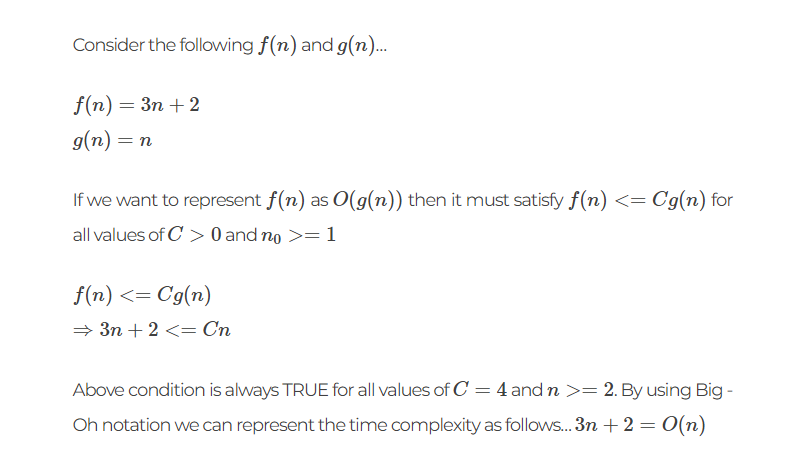 Consider the following f(n) and g(n)...
f(n) = 3n + 2
g(n) = n
If we want to represent f(n) as O(g(n)) then it must satisfy f(n) <= Cg(n) for
all values of C > 0 and n₀ >= 1
f(n) <= Cg(n)
⇒ 3n + 2 <= Cn
Above condition is always TRUE for all values of C = 4 and n >= 2. By using Big -
Oh notation we can represent the time complexity as follows... 3n + 2 = O(n)